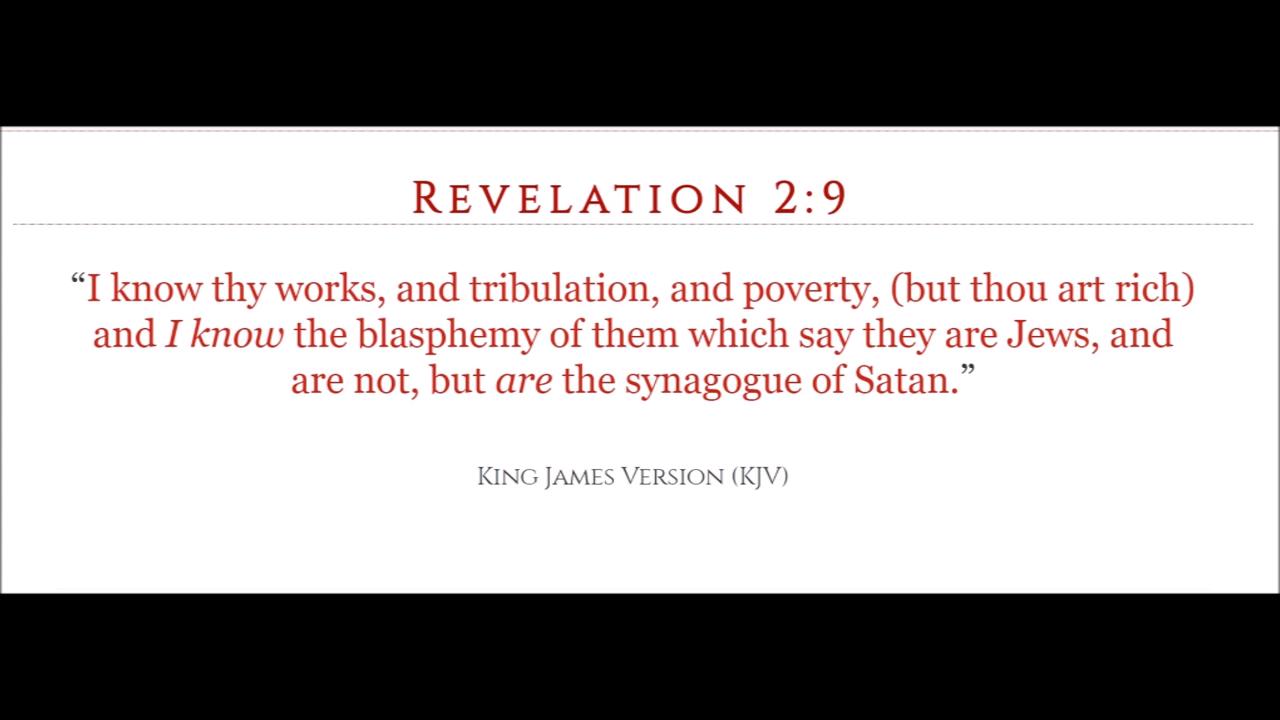 REVELATION 2:9
“I know thy works, and tribulation, and poverty, (but thou art rich)
and I know the blasphemy of them which say they are Jews, and
are not, but are the synagogue of Satan.”
KING JAMES VERSION (KJV)